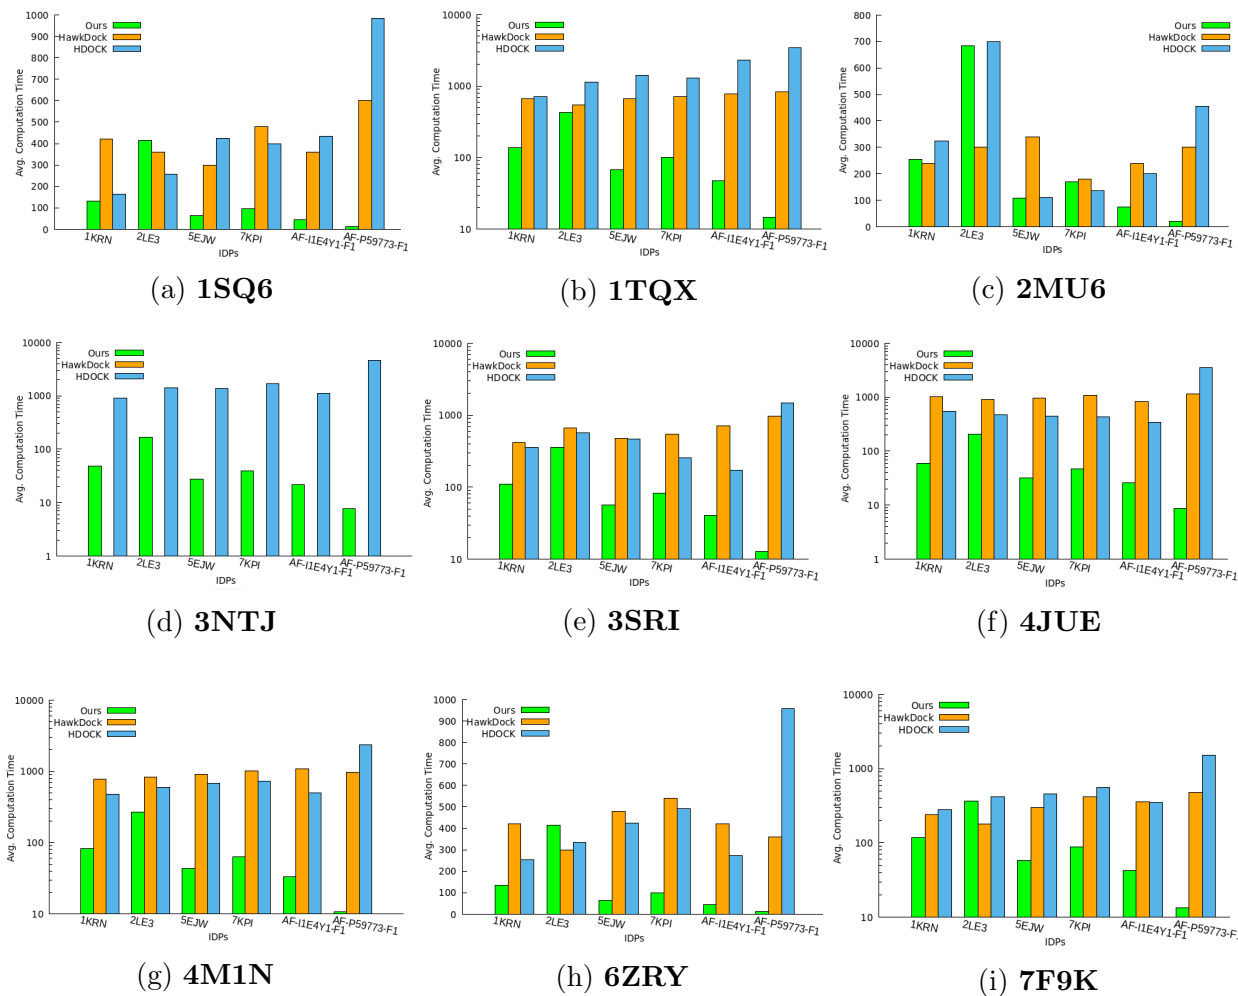 1000
900
800
700
600
500
400
300
200
100
0
Avg. Computation Time
Ours
HawkDock
HDOCK
1KRN
2LE3
5EJW
7KPI
AF-I1E4Y1-F1
AF-P59773-F1
IDPs
(a) 1SQ6
10000
1000
100
10
Avg. Computation Time
Ours
HawkDock
HDOCK
1KRN
2LE3
5EJW
7KPI
AF-I1E4Y1-F1
AF-P59773-F1
IDPs
(b) 1TQX
800
700
600
500
400
300
200
100
0
Avg. Computation Time
Ours
HawkDock
HDOCK
1KRN
2LE3
5EJW
7KPI
AF-I1E4Y1-F1
AF-P59773-F1
IDPs
(c) 2MU6
10000
1000
100
10
1
Avg. Computation Time
Ours
HawkDock
HDOCK
1KRN
2LE3
5EJW
7KPI
AF-I1E4Y1-F1
AF-P59773-F1
IDPs
(d) 3NTJ
10000
1000
100
10
Avg. Computation Time
Ours
HawkDock
HDOCK
1KRN
2LE3
5EJW
7KPI
AF-I1E4Y1-F1
AF-P59773-F1
IDPs
(e) 3SRI
10000
1000
100
10
1
Avg. Computation Time
Ours
HawkDock
HDOCK
1KRN
2LE3
5EJW
7KPI
AF-I1E4Y1-F1
AF-P59773-F1
IDPs
(f) 4JUE
10000
1000
100
10
Avg. Computation Time
Ours
HawkDock
HDOCK
1KRN
2LE3
5EJW
7KPI
AF-I1E4Y1-F1
AF-P59773-F1
IDPs
(g) 4M1N
1000
900
800
700
600
500
400
300
200
100
0
Avg. Computation Time
Ours
HawkDock
HDOCK
1KRN
2LE3
5EJW
7KPI
AF-I1E4Y1-F1
AF-P59773-F1
IDPs
(h) 6ZRY
10000
1000
100
10
Avg. Computation Time
Ours
HawkDock
HDOCK
1KRN
2LE3
5EJW
7KPI
AF-I1E4Y1-F1
AF-P59773-F1
IDPs
(i) 7F9K